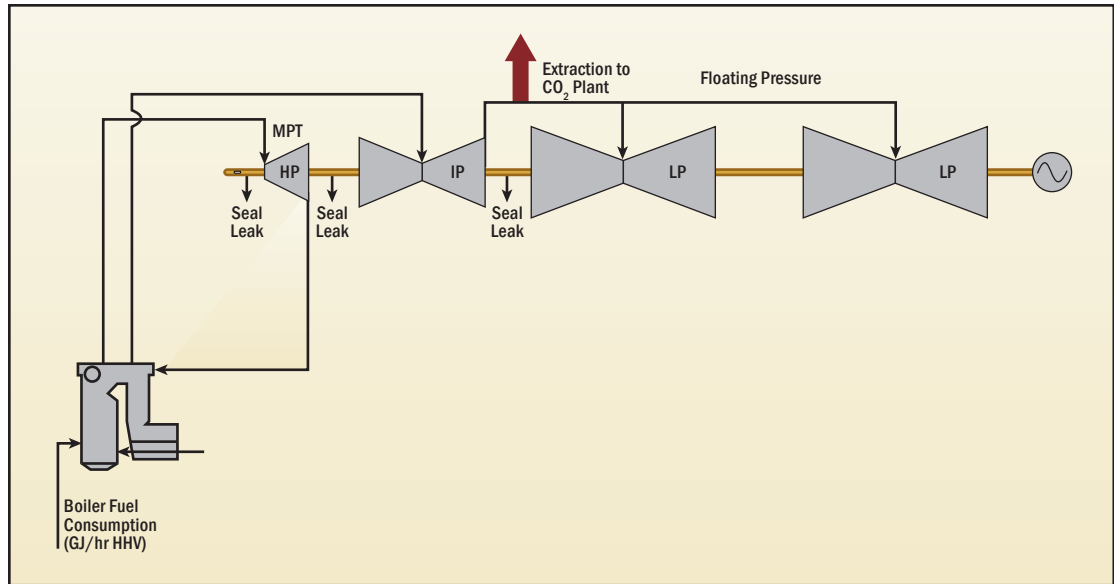 Extraction to
CO2 Plant
Floating Pressure
MPT
HP
IP
LP
LP
Seal
Leak
Seal
Leak
Seal
Leak
Boiler Fuel
Consumption
(GJ/hr HHV)